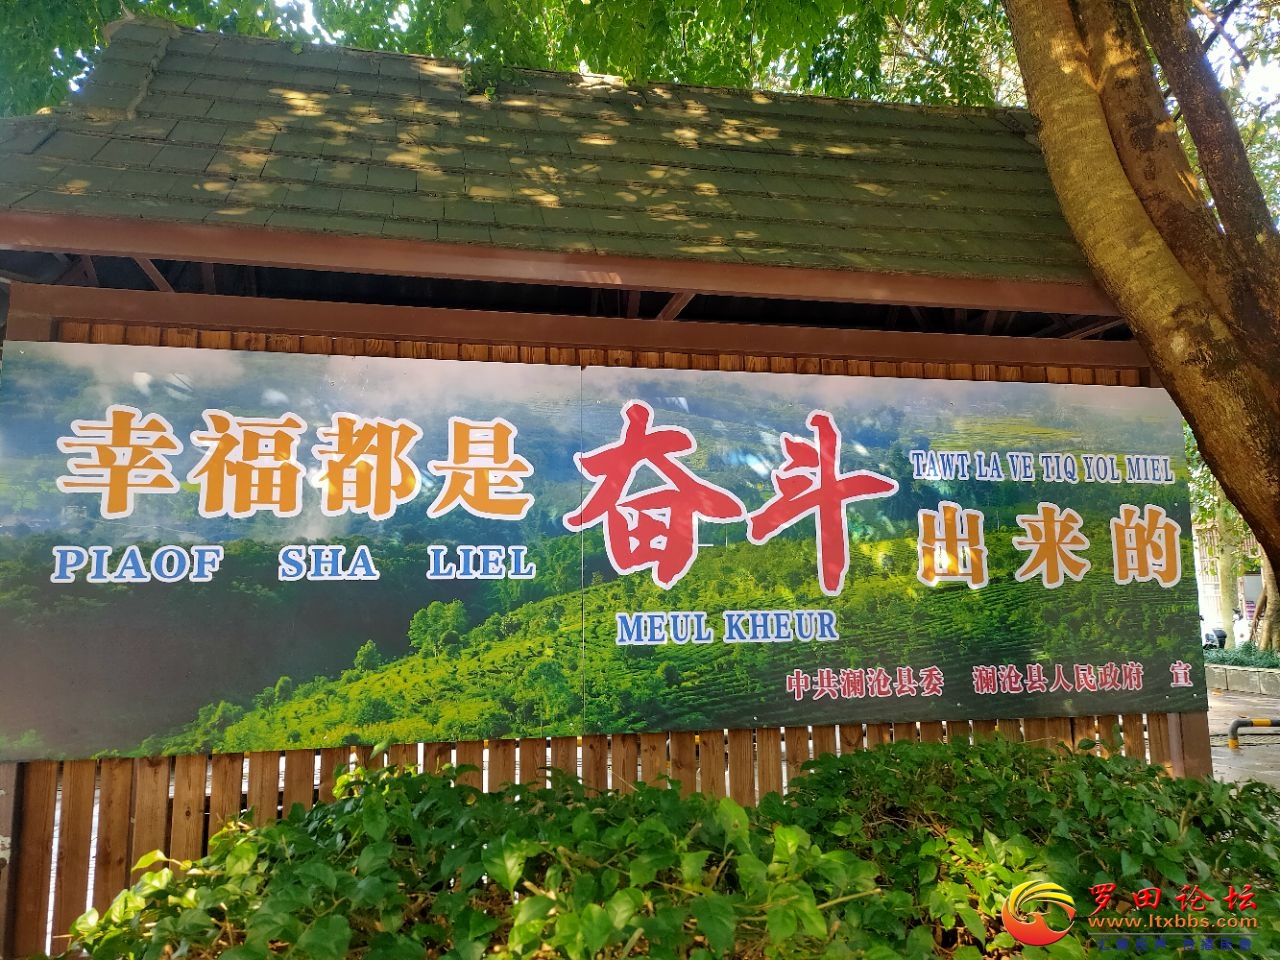 幸福都是奋斗出来的
TAWT LA VE TIQ YOL MIEL
PIAOF SHA LIEL
MEUL KHEUR
中共澜沧县委 澜沧县人民政府 宣
罗田论坛
www.ltxbbs.com